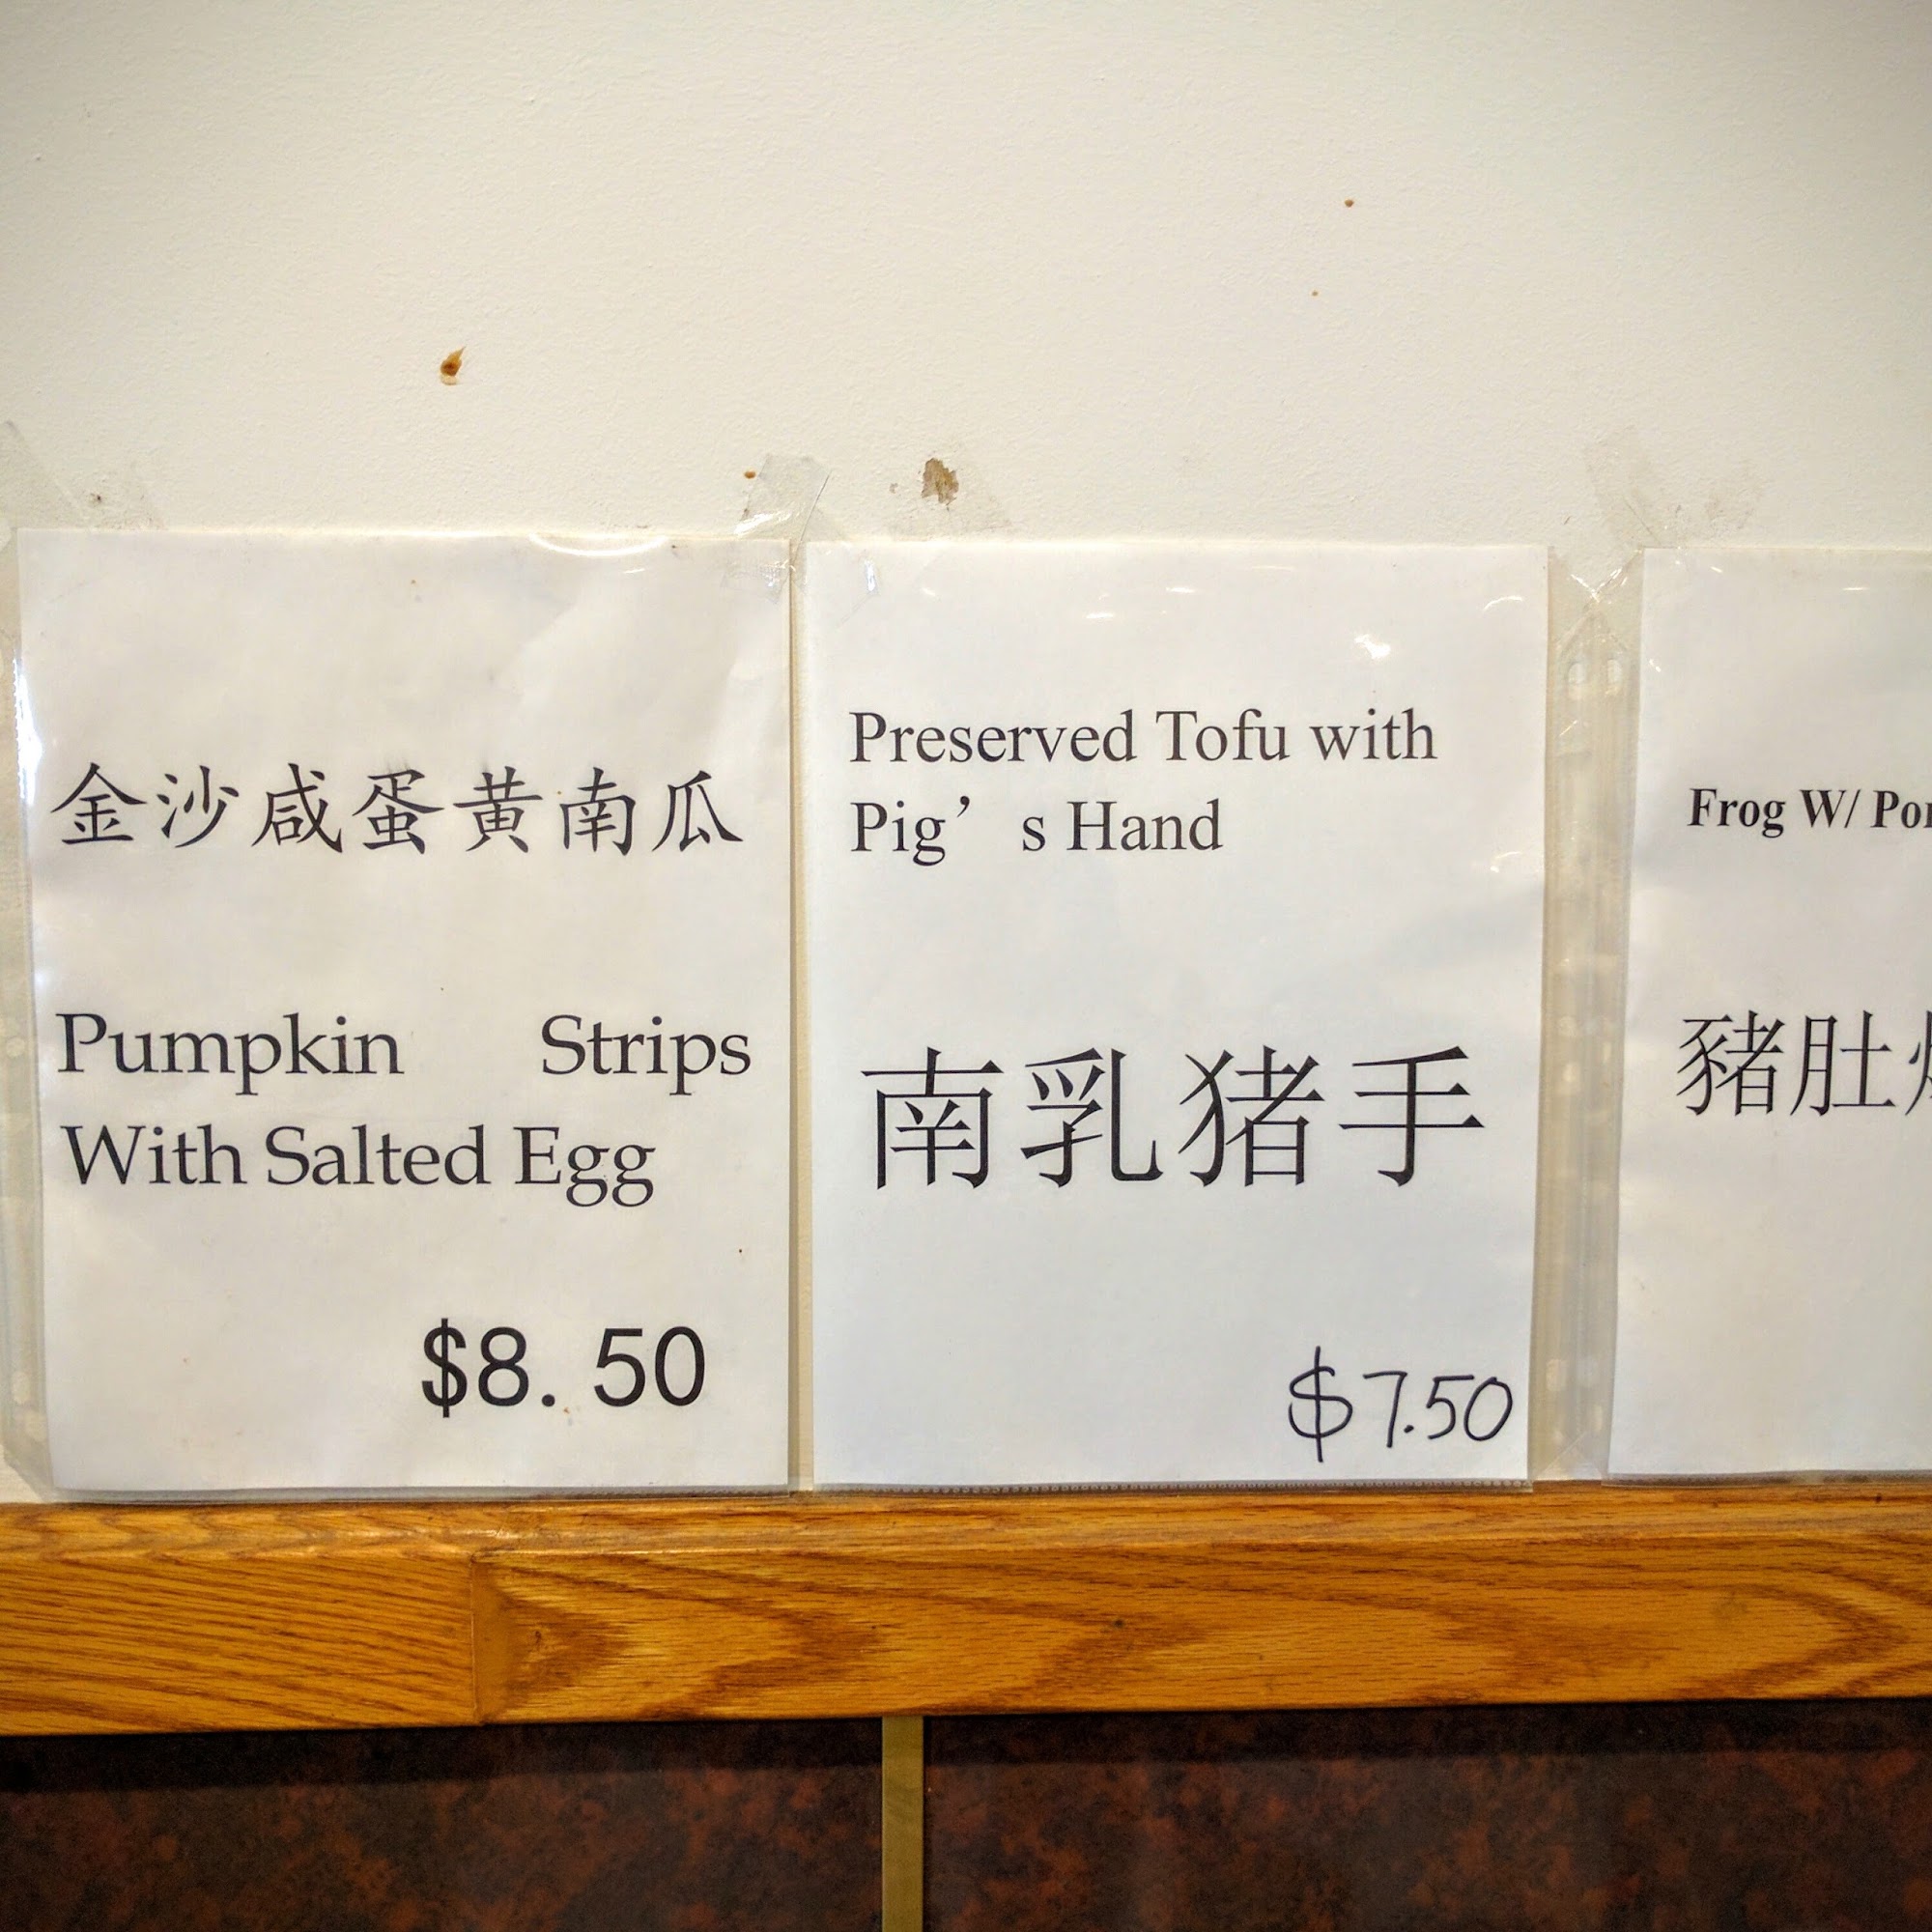 金沙咸蛋黄南瓜
Pumpkin Strips
With Salted Egg
$8.50
Preserved Tofu with
Pig's Hand
南乳猪手
$7.50
Frog W/
豬肚